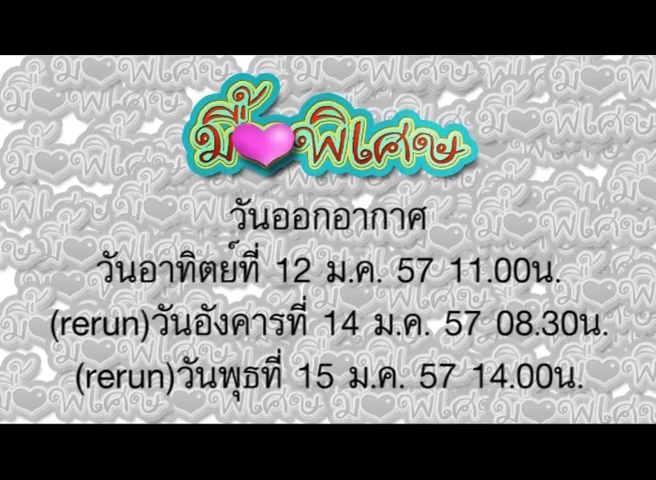 มื้อพิเศษ
วันออกอากาศ
วันอาทิตย์ที่ 12 ม.ค. 57 11.00น.
(rerun)วันอังคารที่ 14 ม.ค. 57 08.30น.
(rerun)วันพุธที่ 15 ม.ค. 57 14.00น.